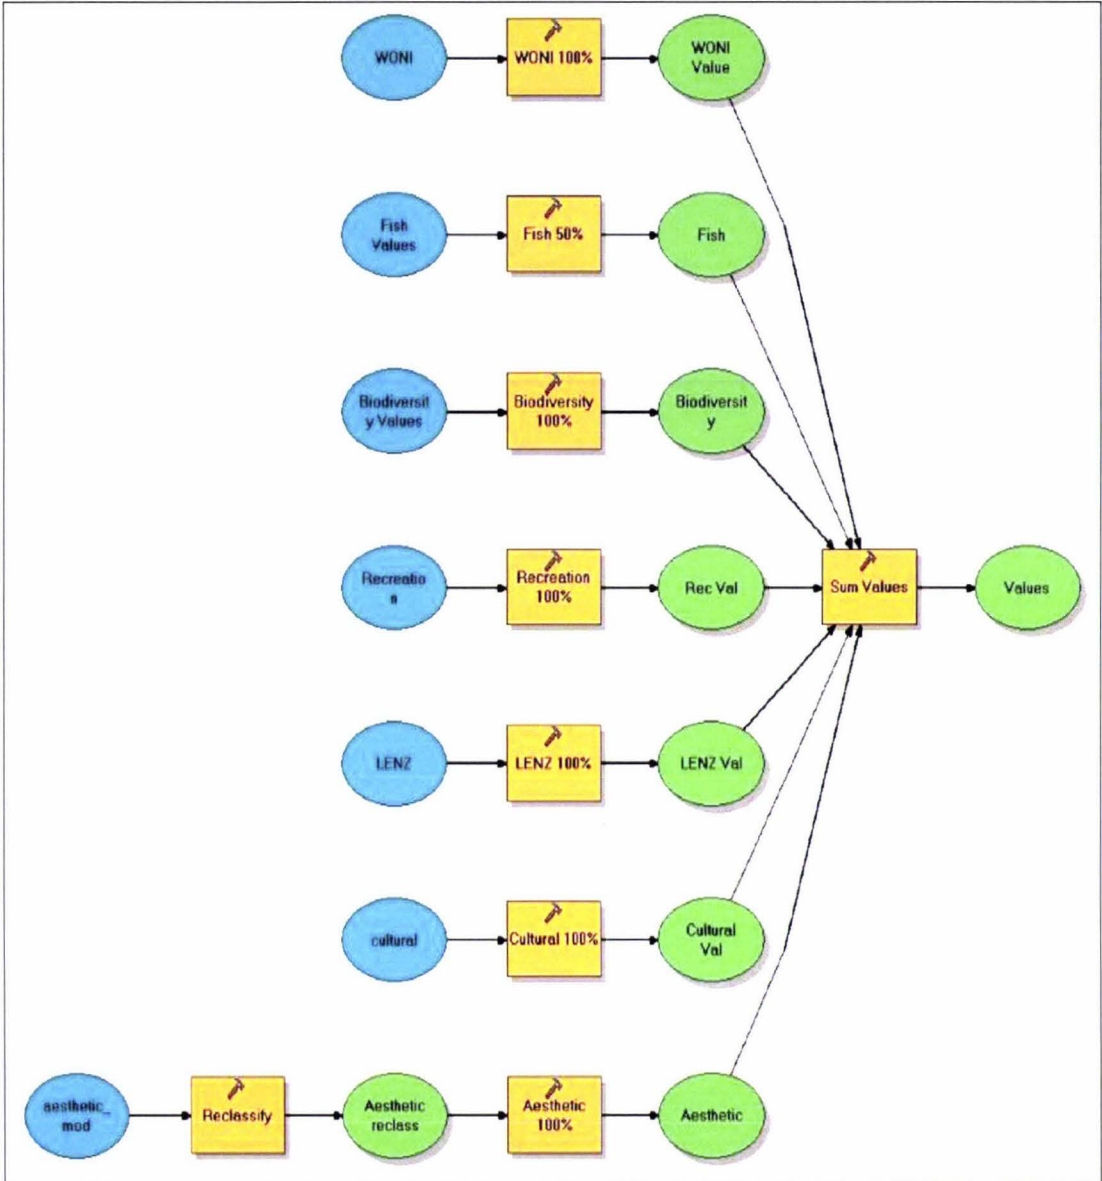 WONI
WONI 100%
WONI
Value
Fish
Values
Fish 50%
Fish
Biodiversit
y Values
Biodiversity
100%
Biodiversit
y
Recreatio
n
Recreation
100%
Rec Val
Sum Values
Values
LENZ
LENZ 100%
LENZ Val
cultural
Cultural 100%
Cultural
Val
aesthetic_
mod
Reclassify
Aesthetic
reclass
Aesthetic
100%
Aesthetic